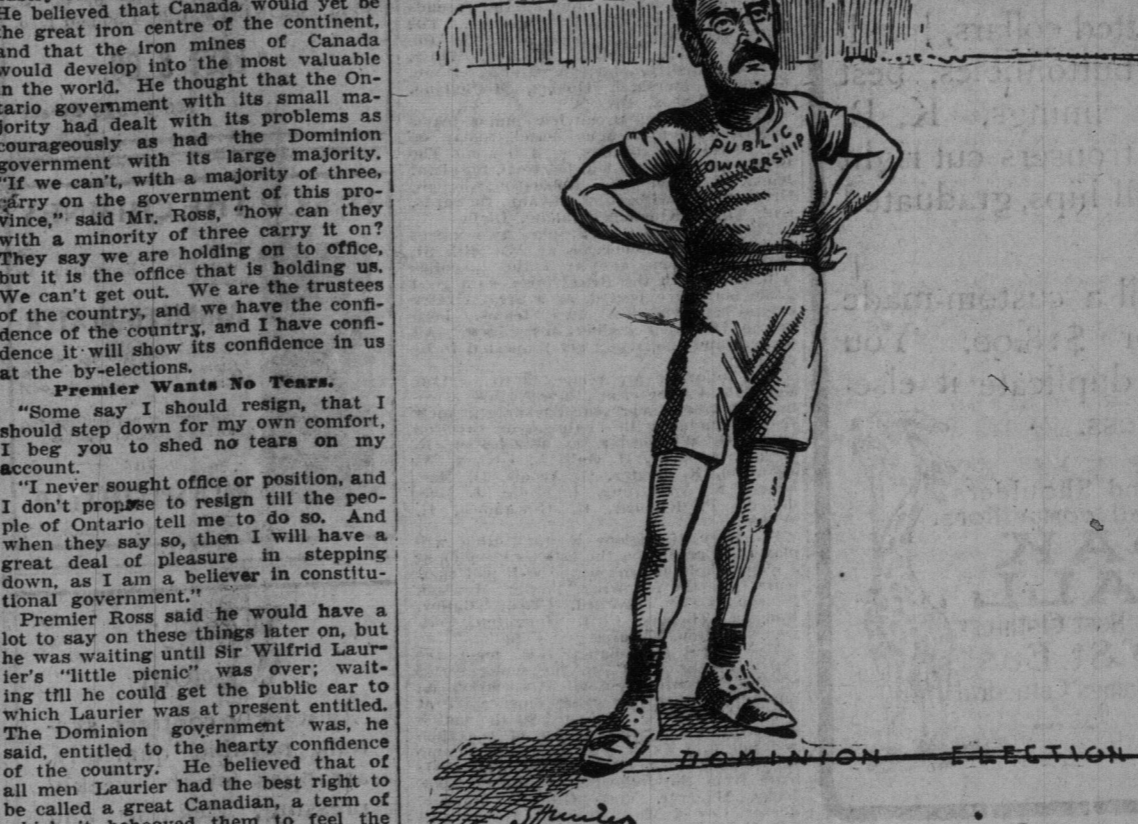 He believed that Canada would yet be
the great iron centre of the continent,
and that the iron mines of Canada
would develop into the most valuable
in the world. He thought that the On-
tario government with its small ma-
jority had dealt with its problems as
courageously as had the Dominion
government with its large majority.
"If we can't, with a majority of three,
carry on the government of this pro-
vince," said Mr. Ross, "how can they
with a minority of three carry it on?
They say we are holding on to office,
but it is the office that is holding us.
We can't get out. We are the trustees
of the country, and we have the confi-
dence of the country, and I have confi-
dence it will show its confidence in us
at the by-elections.
Premier Wants No Tears.
"Some say I should resign, that I
should step down for my own comfort,
I beg you to shed no tears on my
account.
"I never sought office or position, and
I don't propose to resign till the peo-
ple of Ontario tell me to do so. And
when they say so, then I will have a
great deal of pleasure in stepping
down, as I am a believer in constitu-
tional government."
Premier Ross said he would have a
lot to say on these things later on, but
he was waiting until Sir Wilfrid Laur-
ier's "little picnic" was over; wait-
ing till he could get the public ear to
which Laurier was at present entitled.
The Dominion government was, he
said, entitled to the hearty confidence
of the country. He believed that of
all men Laurier had the best right to
be called a great Canadian, a term of
them to feel the
PUBLIC
OWNERSHIP
DOMINION ELECTION